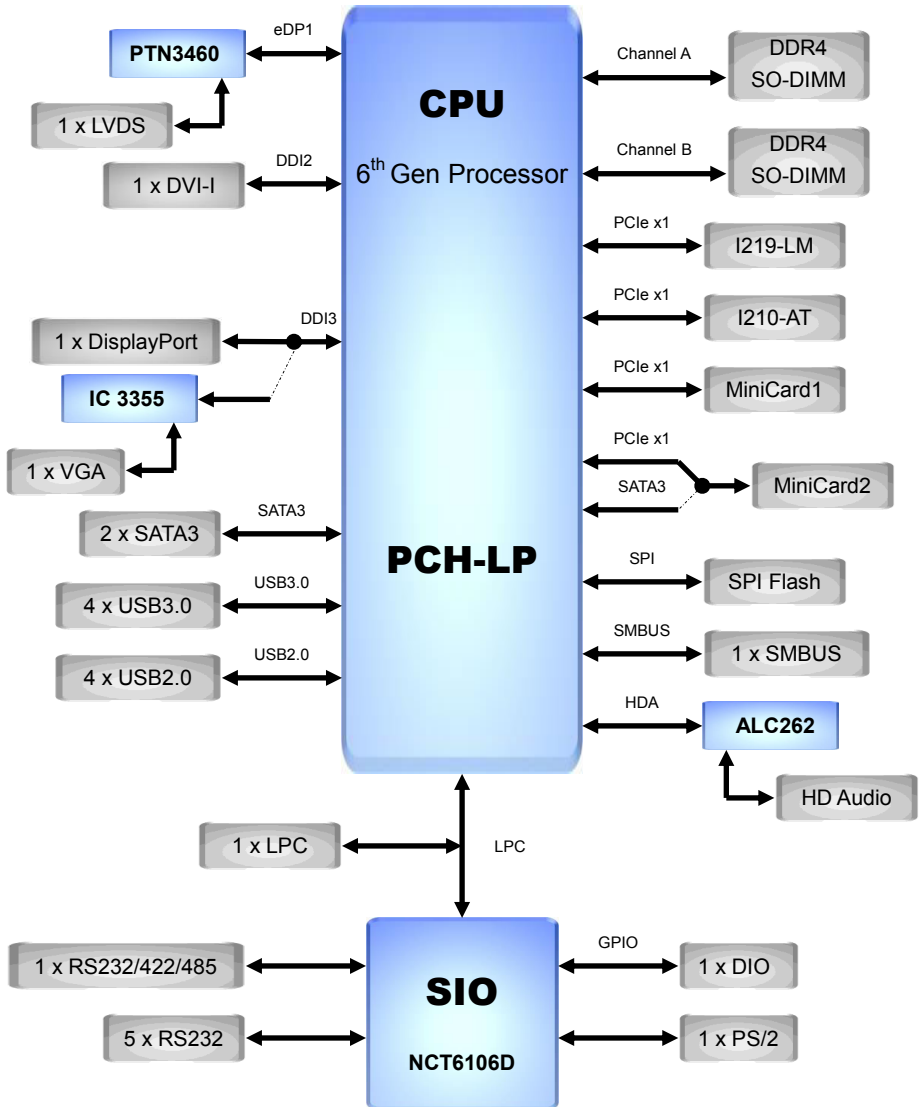 eDP1
PTN3460
1 x LVDS
DDI2
1 x DVI-I
DDI3
1 x DisplayPort
IC 3355
1 x VGA
SATA3
2 x SATA3
USB3.0
4 x USB3.0
USB2.0
4 x USB2.0
CPU
6th Gen Processor
PCH-LP
Channel A
DDR4
SO-DIMM
Channel B
DDR4
SO-DIMM
PCIe x1
I219-LM
PCIe x1
I210-AT
PCIe x1
MiniCard1
PCIe x1
SATA3
MiniCard2
SPI
SPI Flash
SMBUS
1 x SMBUS
HDA
ALC262
HD Audio
1 x LPC
LPC
1 x RS232/422/485
5 x RS232
SIO
NCT6106D
GPIO
1 x DIO
1 x PS/2